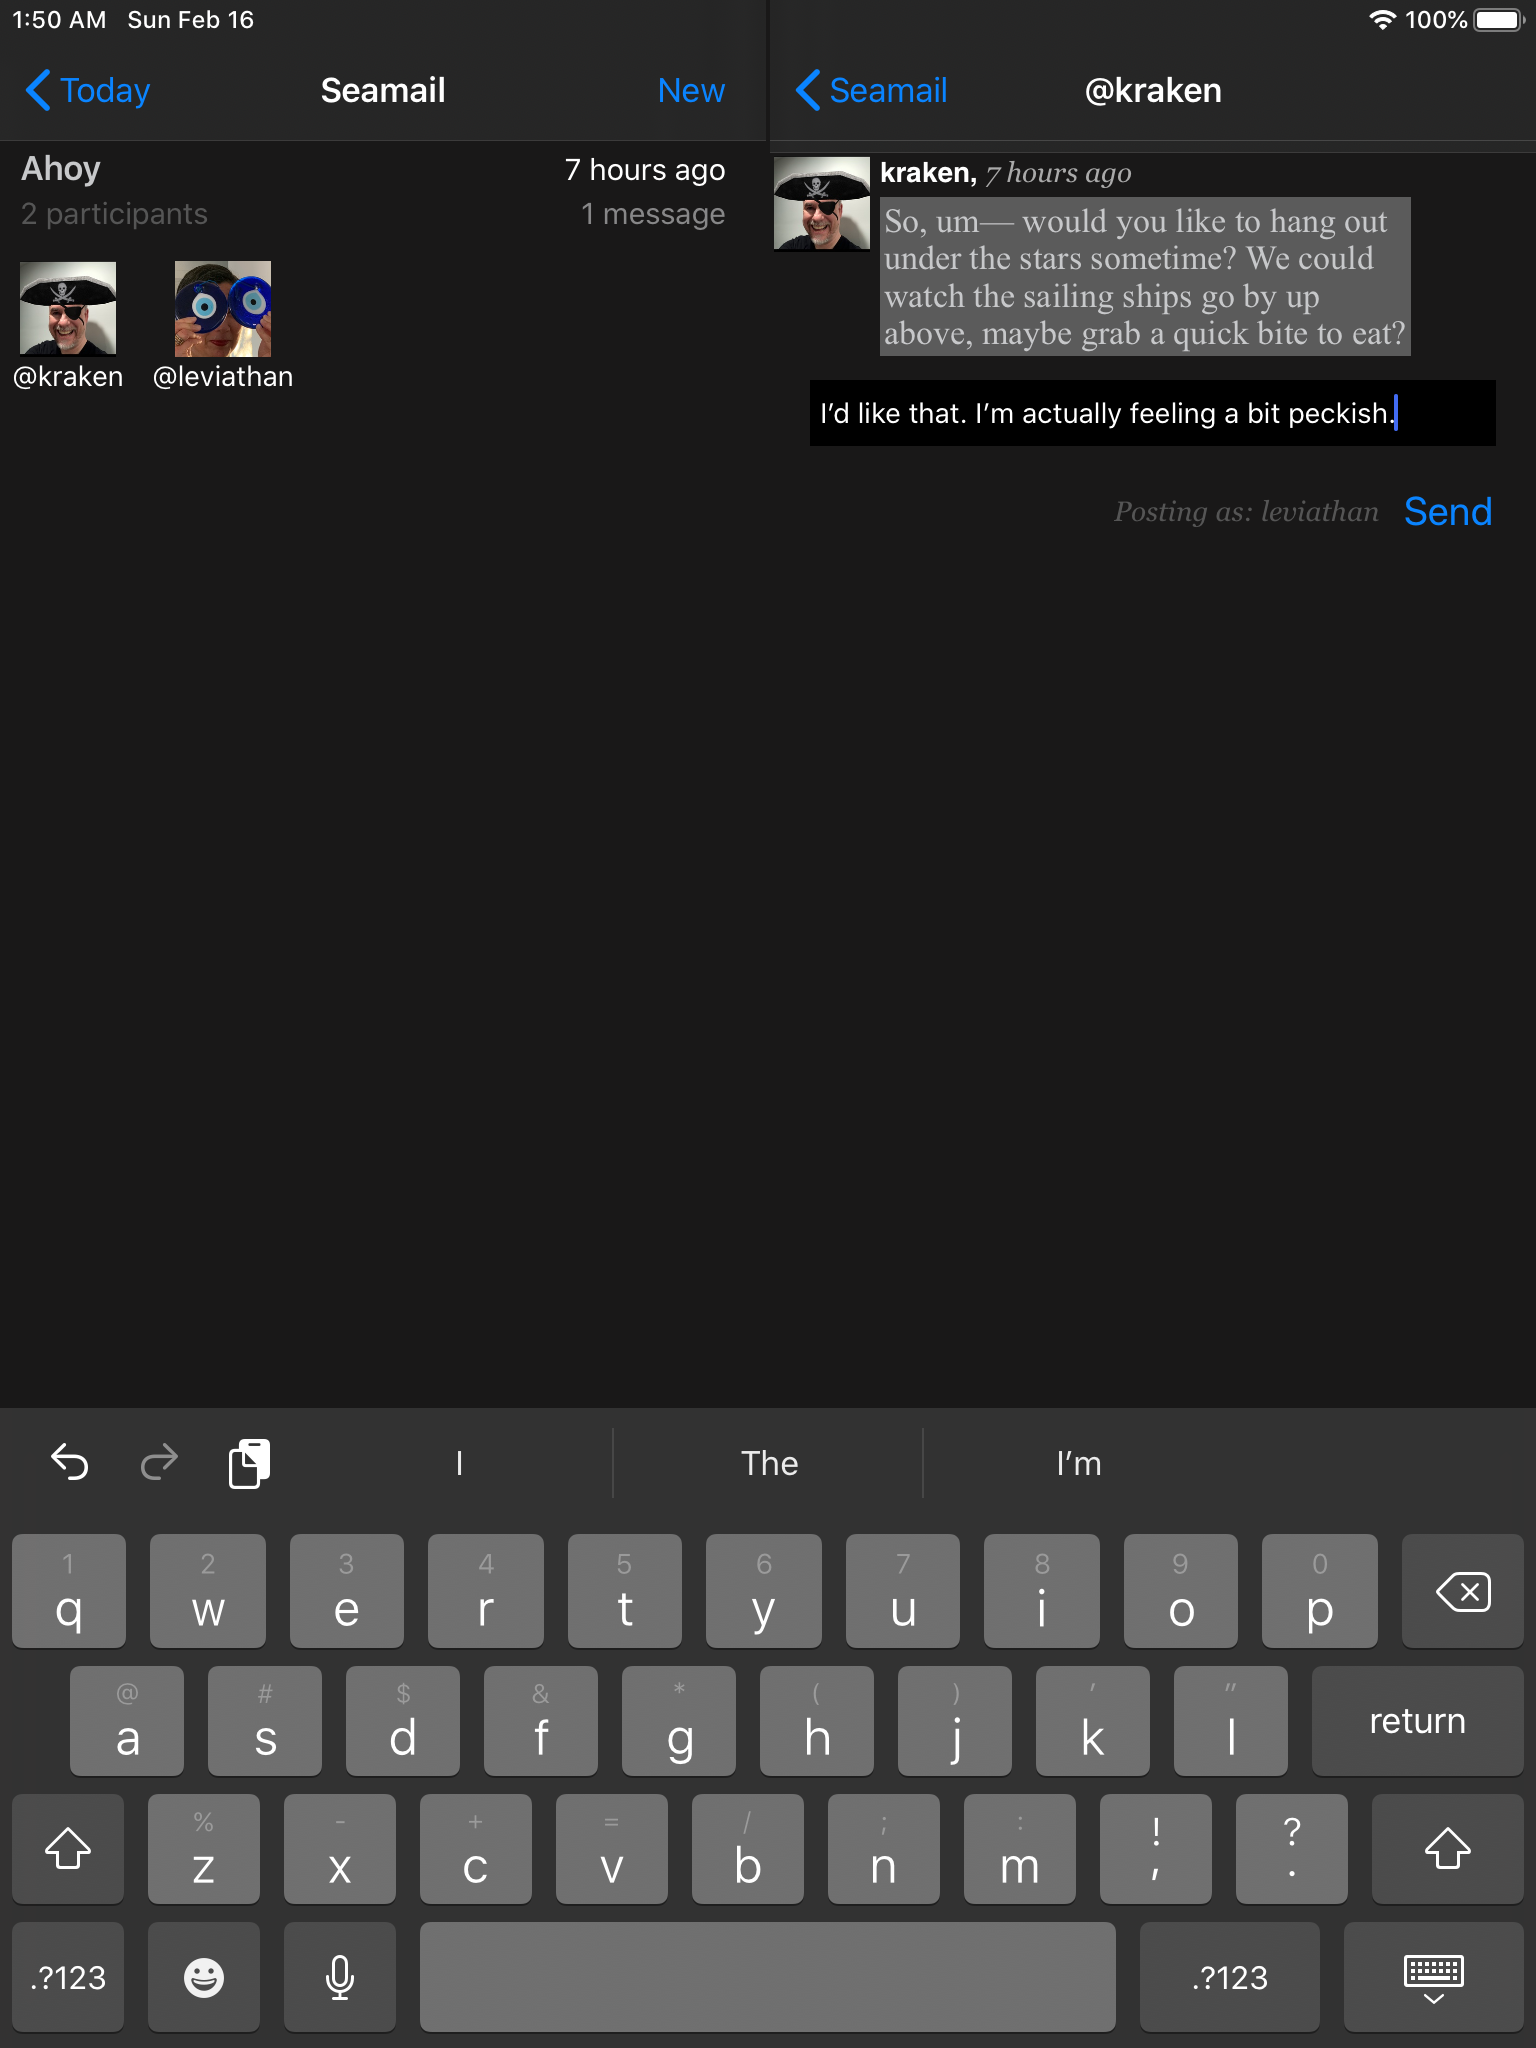 1:50 AM Sun Feb 16
100%
Today
Seamail
New
Ahoy
7 hours ago
2 participants
1 message
@kraken
@leviathan
Seamail
@kraken
kraken, 7 hours ago
So, um— would you like to hang out
under the stars sometime? We could
watch the sailing ships go by up
above, maybe grab a quick bite to eat?
I’d like that. I’m actually feeling a bit peckish.
Posting as: leviathan
Send
I
The
I’m
1 2 3 4 5 6 7 8 9 0
q w e r t y u i o p
@ # $ & * ( ) ' "
a s d f g h j k l
return
% - + = / ; : ! ?
z x c v b n m , .
.?123
.?123